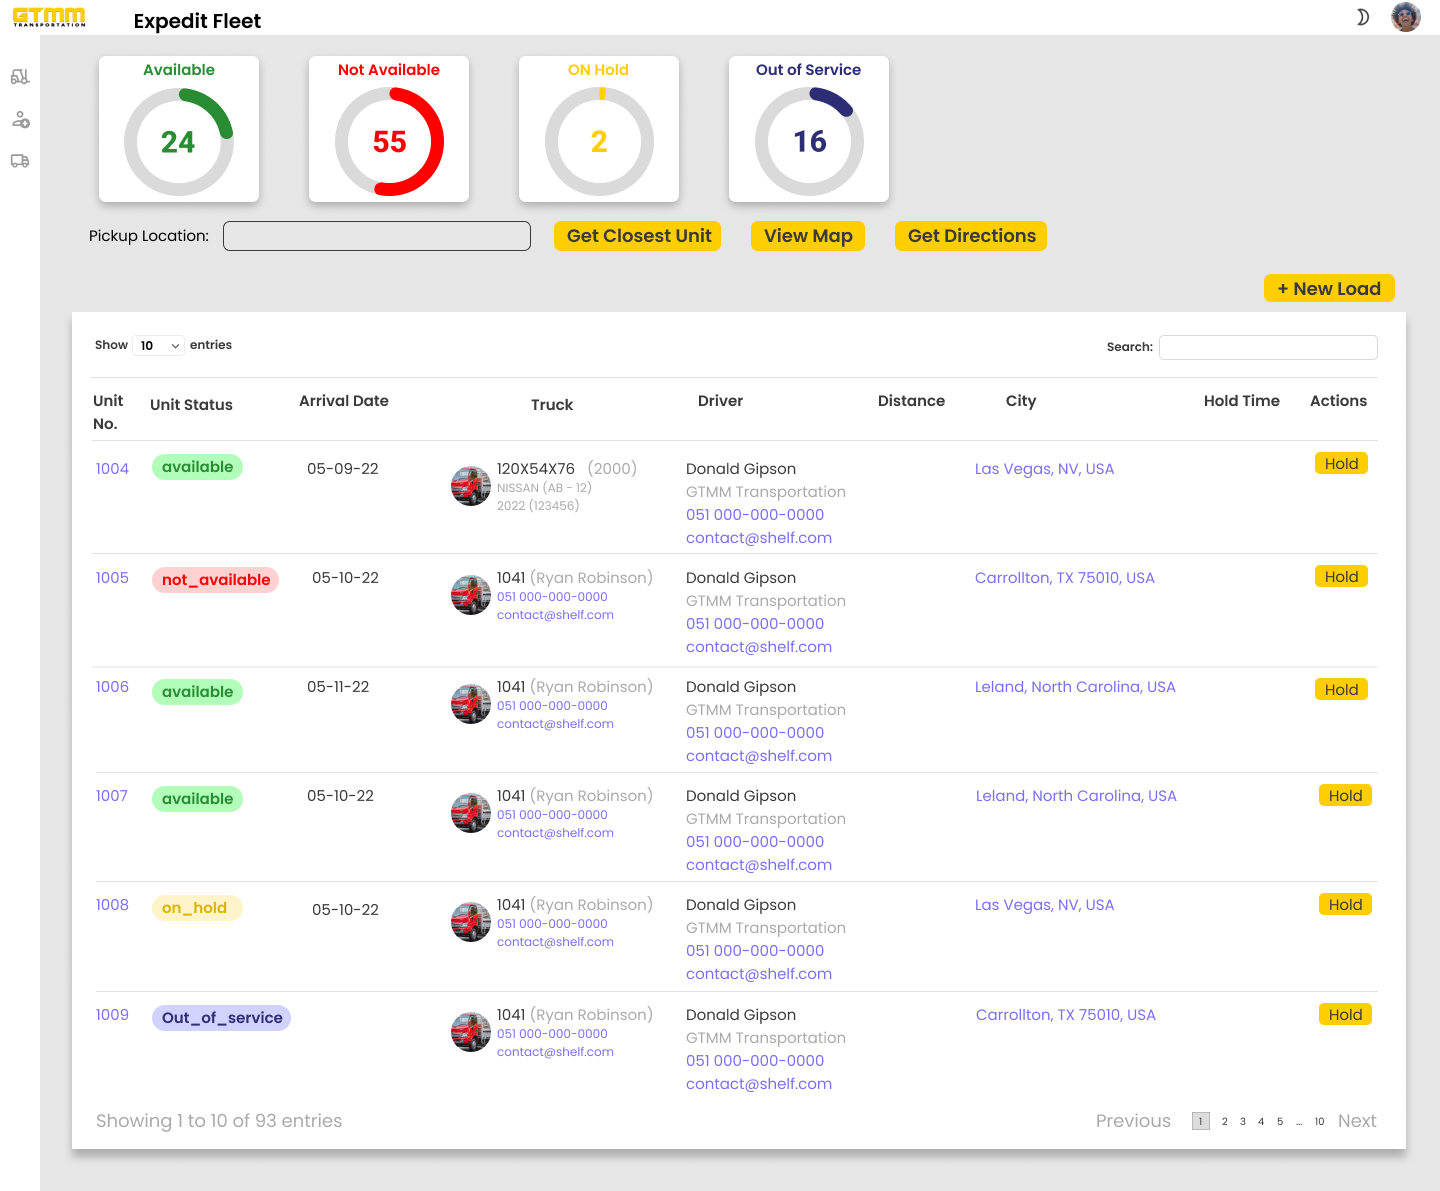 GTMM
TRANSPORTATION
Expedit Fleet
Available
24
Not Available
55
ON Hold
2
Out of Service
16
Pickup Location:
Get Closest Unit
View Map
Get Directions
+ New Load
Show 10 entries
Search:
Unit No. Unit Status Arrival Date Truck Driver Distance City Hold Time Actions
1004 available 05-09-22 120X54X76 (2000) Donald Gipson Las Vegas, NV, USA Hold
NISSAN (AB - 12) GTMM Transportation
2022 (123456) 051 000-000-0000
contact@shelf.com
1005 not_available 05-10-22 1041 (Ryan Robinson) Donald Gipson Carrollton, TX 75010, USA Hold
051 000-000-0000 GTMM Transportation
contact@shelf.com 051 000-000-0000
contact@shelf.com
1006 available 05-11-22 1041 (Ryan Robinson) Donald Gipson Leland, North Carolina, USA Hold
051 000-000-0000 GTMM Transportation
contact@shelf.com 051 000-000-0000
contact@shelf.com
1007 available 05-10-22 1041 (Ryan Robinson) Donald Gipson Leland, North Carolina, USA Hold
051 000-000-0000 GTMM Transportation
contact@shelf.com 051 000-000-0000
contact@shelf.com
1008 on_hold 05-10-22 1041 (Ryan Robinson) Donald Gipson Las Vegas, NV, USA Hold
051 000-000-0000 GTMM Transportation
contact@shelf.com 051 000-000-0000
contact@shelf.com
1009 Out_of_service 1041 (Ryan Robinson) Donald Gipson Carrollton, TX 75010, USA Hold
051 000-000-0000 GTMM Transportation
contact@shelf.com 051 000-000-0000
contact@shelf.com
Showing 1 to 10 of 93 entries
Previous 1 2 3 4 5 ... 10 Next